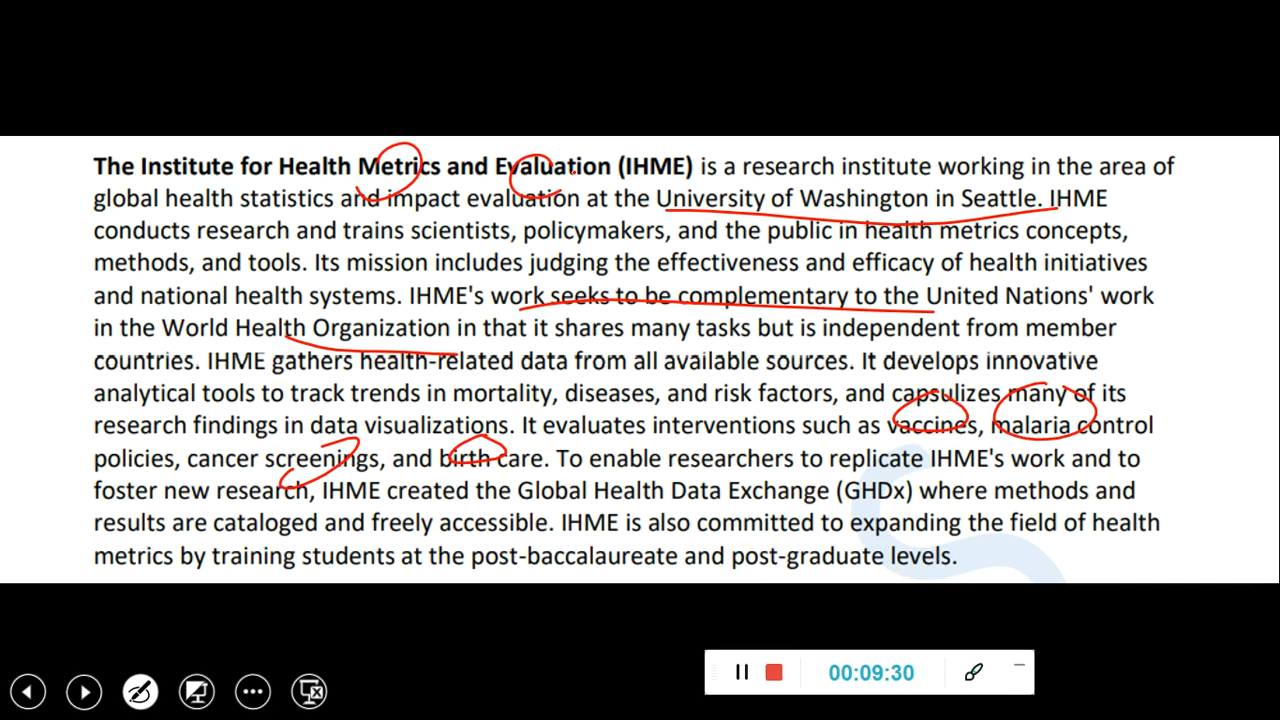 The Institute for Health Metrics and Evaluation (IHME) is a research institute working in the area of
global health statistics and impact evaluation at the University of Washington in Seattle. IHME
conducts research and trains scientists, policymakers, and the public in health metrics concepts,
methods, and tools. Its mission includes judging the effectiveness and efficacy of health initiatives
and national health systems. IHME's work seeks to be complementary to the United Nations' work
in the World Health Organization in that it shares many tasks but is independent from member
countries. IHME gathers health-related data from all available sources. It develops innovative
analytical tools to track trends in mortality, diseases, and risk factors, and capsulizes many of its
research findings in data visualizations. It evaluates interventions such as vaccines, malaria control
policies, cancer screenings, and birth care. To enable researchers to replicate IHME's work and to
foster new research, IHME created the Global Health Data Exchange (GHDx) where methods and
results are cataloged and freely accessible. IHME is also committed to expanding the field of health
metrics by training students at the post-baccalaureate and post-graduate levels.
00:09:30